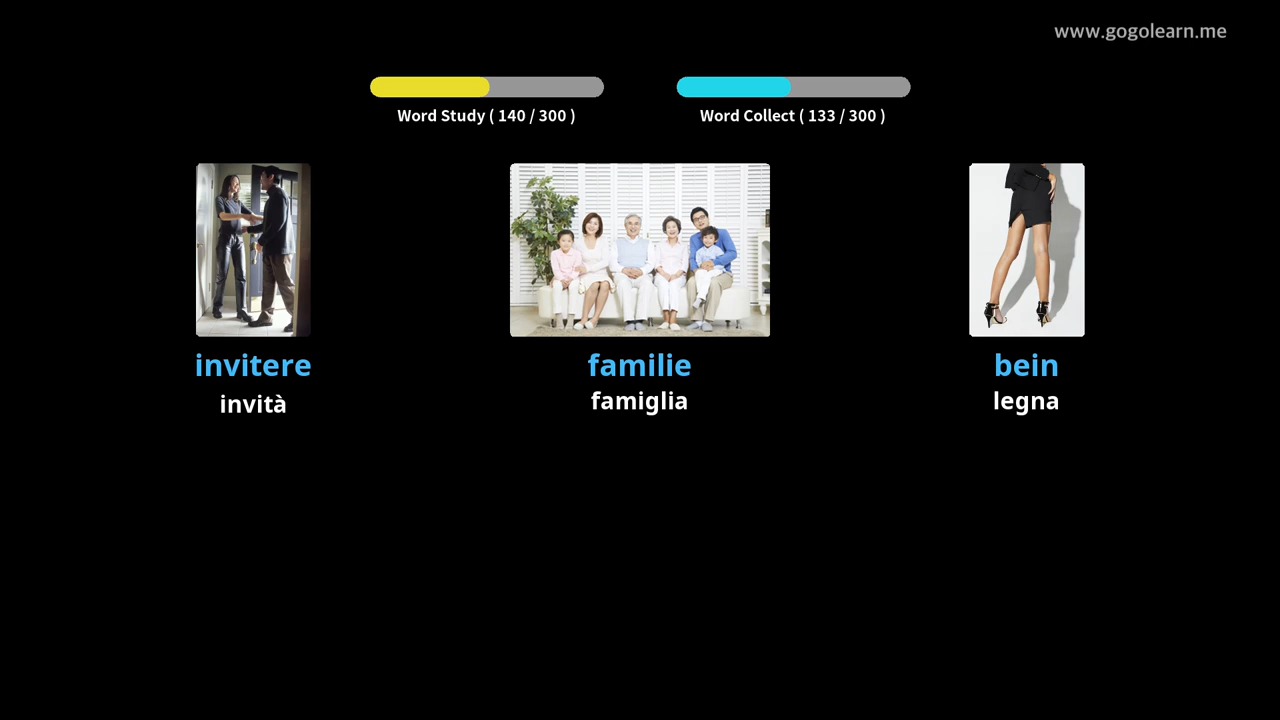 www.gogolearn.me
Word Study ( 140 / 300 )
Word Collect ( 133 / 300 )
invitere
invità
familie
famiglia
bein
legna